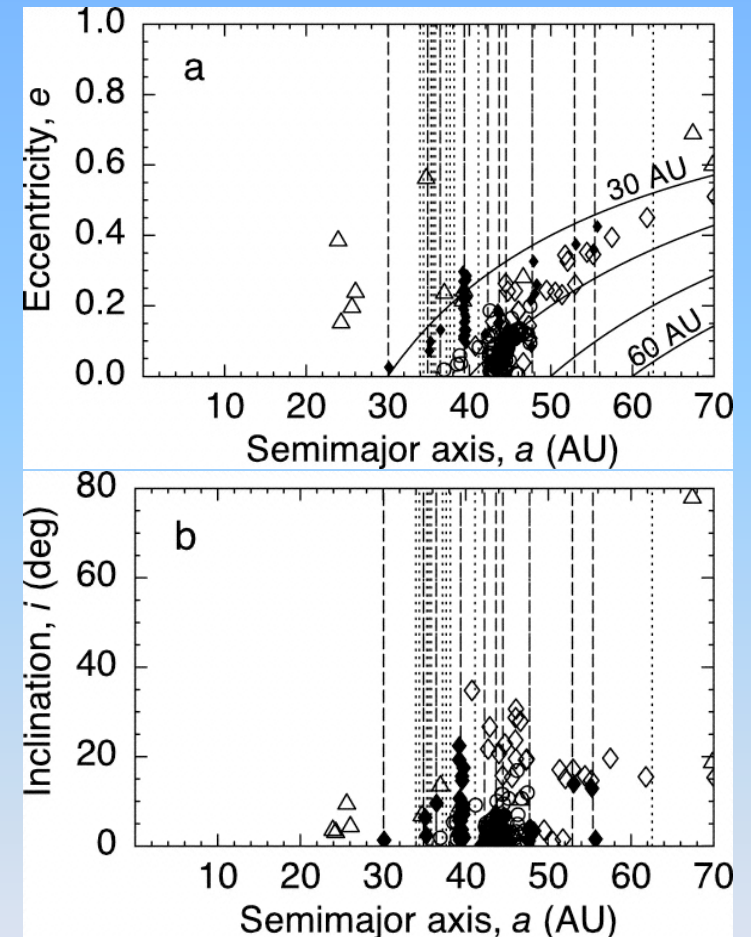 1.0
a
0.8
0.6
30 AU
0.4
0.2
60 AU
0.0
10 20 30 40 50 60 70
Eccentricity, e
Semimajor axis, a (AU)
80
b
60
40
20
0
10 20 30 40 50 60 70
Inclination, i (deg)
Semimajor axis, a (AU)